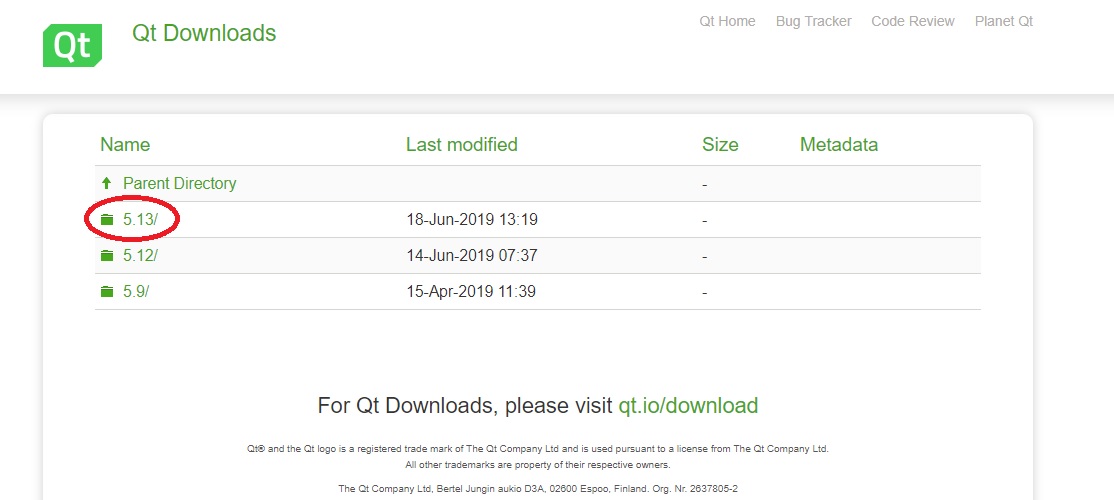 Qt
Qt Downloads
Qt Home Bug Tracker Code Review Planet Qt
Name Last modified Size Metadata
Parent Directory -
5.13/ 18-Jun-2019 13:19 -
5.12/ 14-Jun-2019 07:37 -
5.9/ 15-Apr-2019 11:39 -
For Qt Downloads, please visit qt.io/download
Qt® and the Qt logo is a registered trade mark of The Qt Company Ltd and is used pursuant to a license from The Qt Company Ltd.
All other trademarks are property of their respective owners.
The Qt Company Ltd, Bertel Jungin aukio D3A, 02600 Espoo, Finland. Org. Nr. 2637805-2